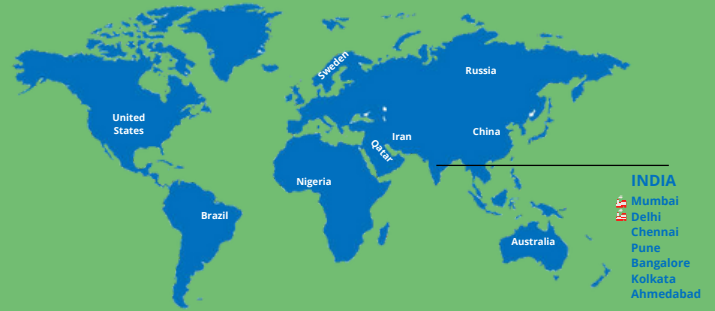 Sweden
Russia
United
States
China
Iran
Qatar
Nigeria
INDIA
Mumbai
Brazil
Delhi
Chennai
Australia
Pune
Bangalore
Kolkata
Ahmedabad